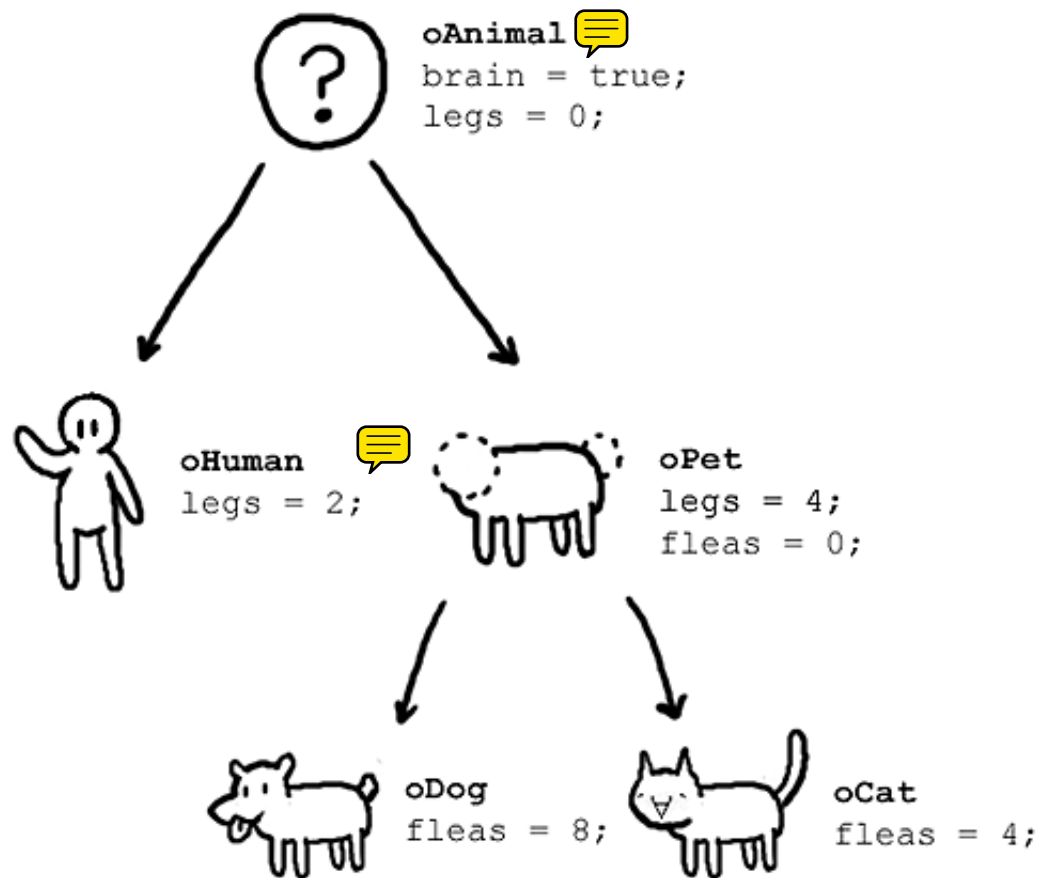 ?
oAnimal
brain = true;
legs = 0;
oHuman
legs = 2;
oPet
legs = 4;
fleas = 0;
oDog
fleas = 8;
oCat
fleas = 4;